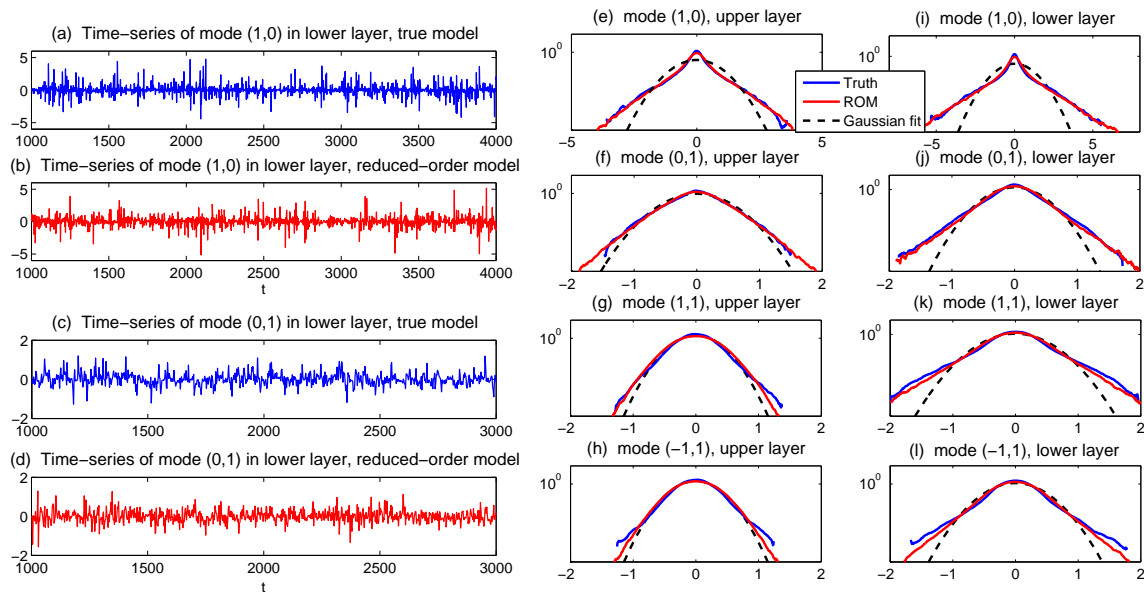 (a) Time−series of mode (1,0) in lower layer, true model
5
0
−5
1000 1500 2000 2500 3000 3500 4000
(b) Time−series of mode (1,0) in lower layer, reduced−order model
5
0
−5
1000 1500 2000 2500 3000 3500 4000
t
(c) Time−series of mode (0,1) in lower layer, true model
2
0
−2
1000 1500 2000 2500 3000
(d) Time−series of mode (0,1) in lower layer, reduced−order model
2
0
−2
1000 1500 2000 2500 3000
t
(e) mode (1,0), upper layer
10⁰
−5 0 5
(f) mode (0,1), upper layer
10⁰
−2 −1 0 1 2
(g) mode (1,1), upper layer
10⁰
−2 −1 0 1 2
(h) mode (−1,1), upper layer
10⁰
−2 −1 0 1 2
(i) mode (1,0), lower layer
10⁰
−5 0 5
Truth
ROM
Gaussian fit
(j) mode (0,1), lower layer
10⁰
−2 −1 0 1 2
(k) mode (1,1), lower layer
10⁰
−2 −1 0 1 2
(l) mode (−1,1), lower layer
10⁰
−2 −1 0 1 2